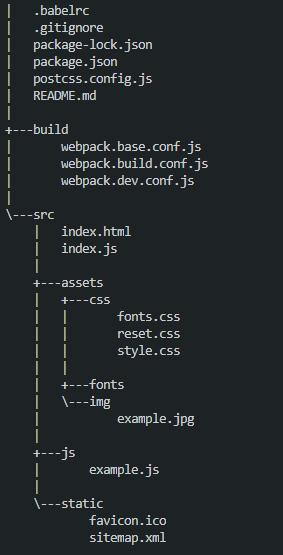 |   .babelrc
|   .gitignore
|   package-lock.json
|   package.json
|   postcss.config.js
|   README.md
|
+---build
|       webpack.base.conf.js
|       webpack.build.conf.js
|       webpack.dev.conf.js
|
\---src
    |   index.html
    |   index.js
    |
    +---assets
    |   +---css
    |   |       fonts.css
    |   |       reset.css
    |   |       style.css
    |   |
    |   +---fonts
    |   \---img
    |           example.jpg
    |
    +---js
    |       example.js
    |
    \---static
            favicon.ico
            sitemap.xml